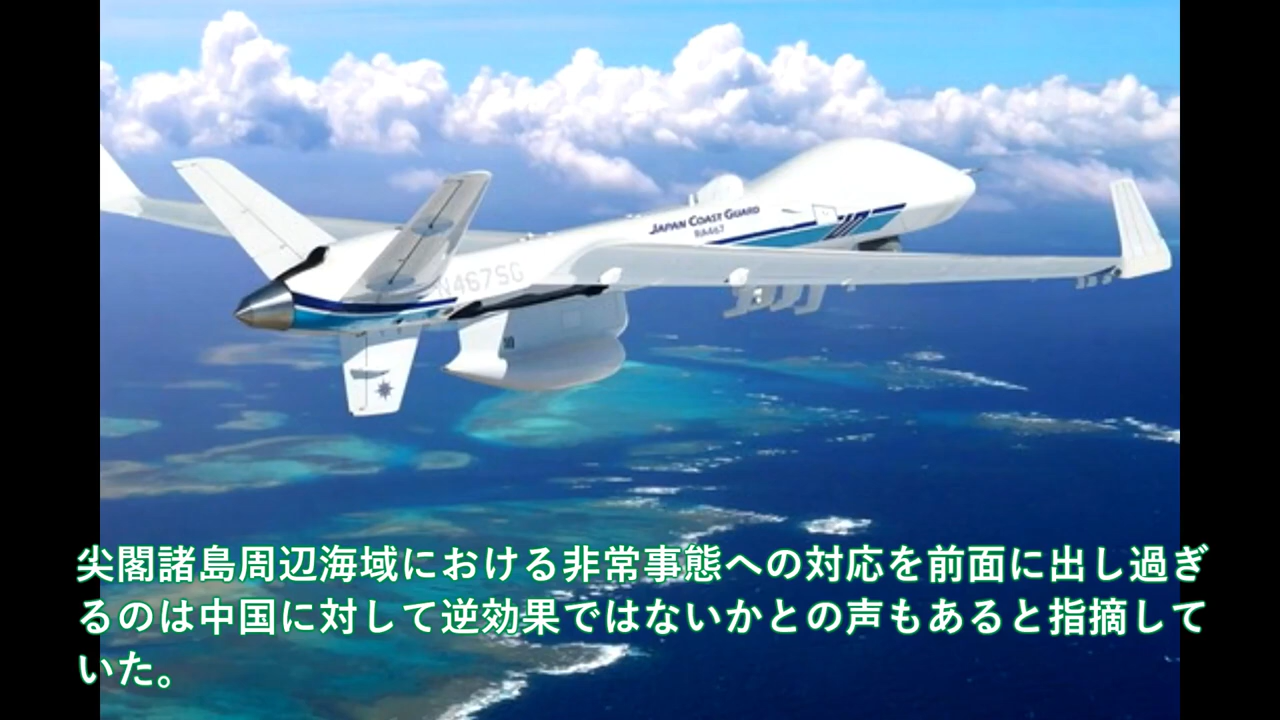 JAPAN COAST GUARD
RA467
N467SG
尖閣諸島周辺海域における非常事態への対応を前面に出し過ぎ
るのは中国に対して逆効果ではないかとの声もあると指摘して
いた。